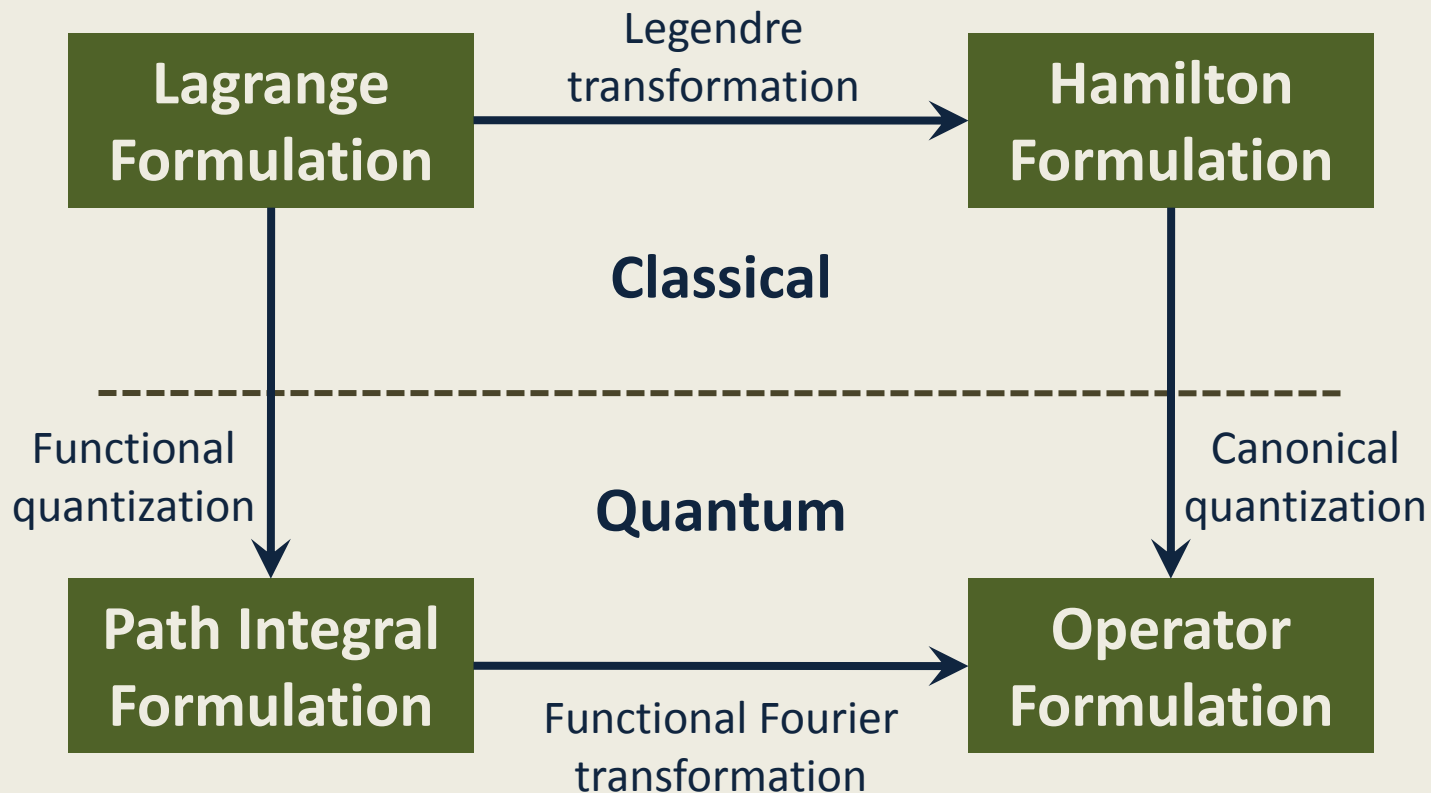 Lagrange
Formulation
Legendre
transformation
Hamilton
Formulation
Classical
Functional
quantization
Quantum
Canonical
quantization
Path Integral
Formulation
Functional Fourier
transformation
Operator
Formulation